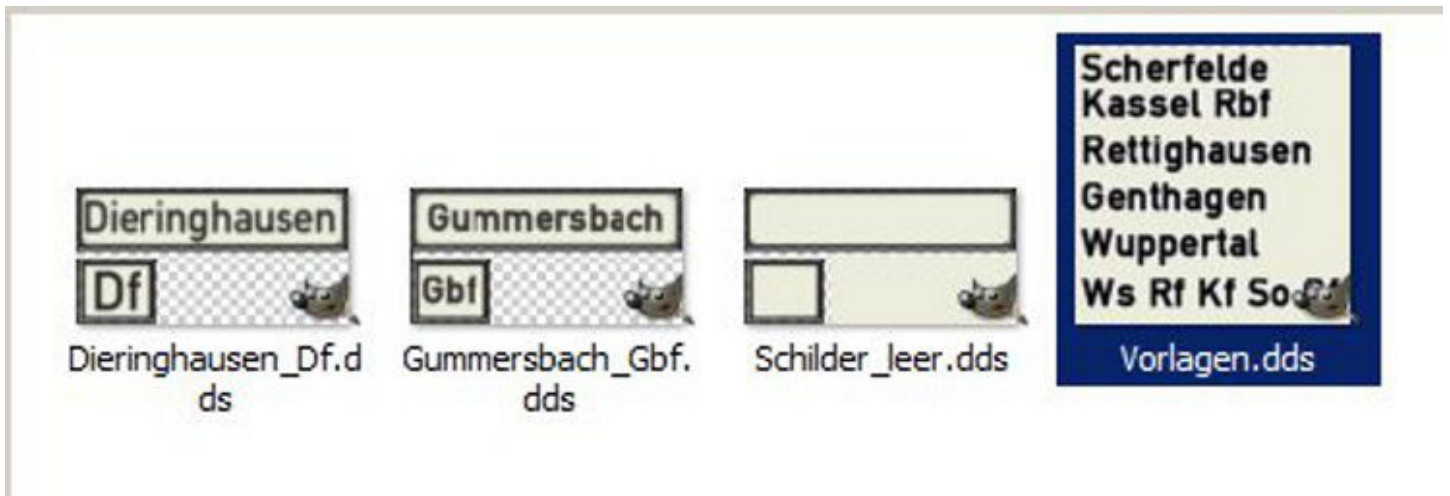 Dieringhausen
Df
Dieringhausen_Df.d
ds
Gummersbach
Gbf
Gummersbach_Gbf.
dds
Schilder_leer.dds
Scherfelde
Kassel Rbf
Rettighausen
Genthagen
Wuppertal
Ws Rf Kf So
Vorlagen.dds